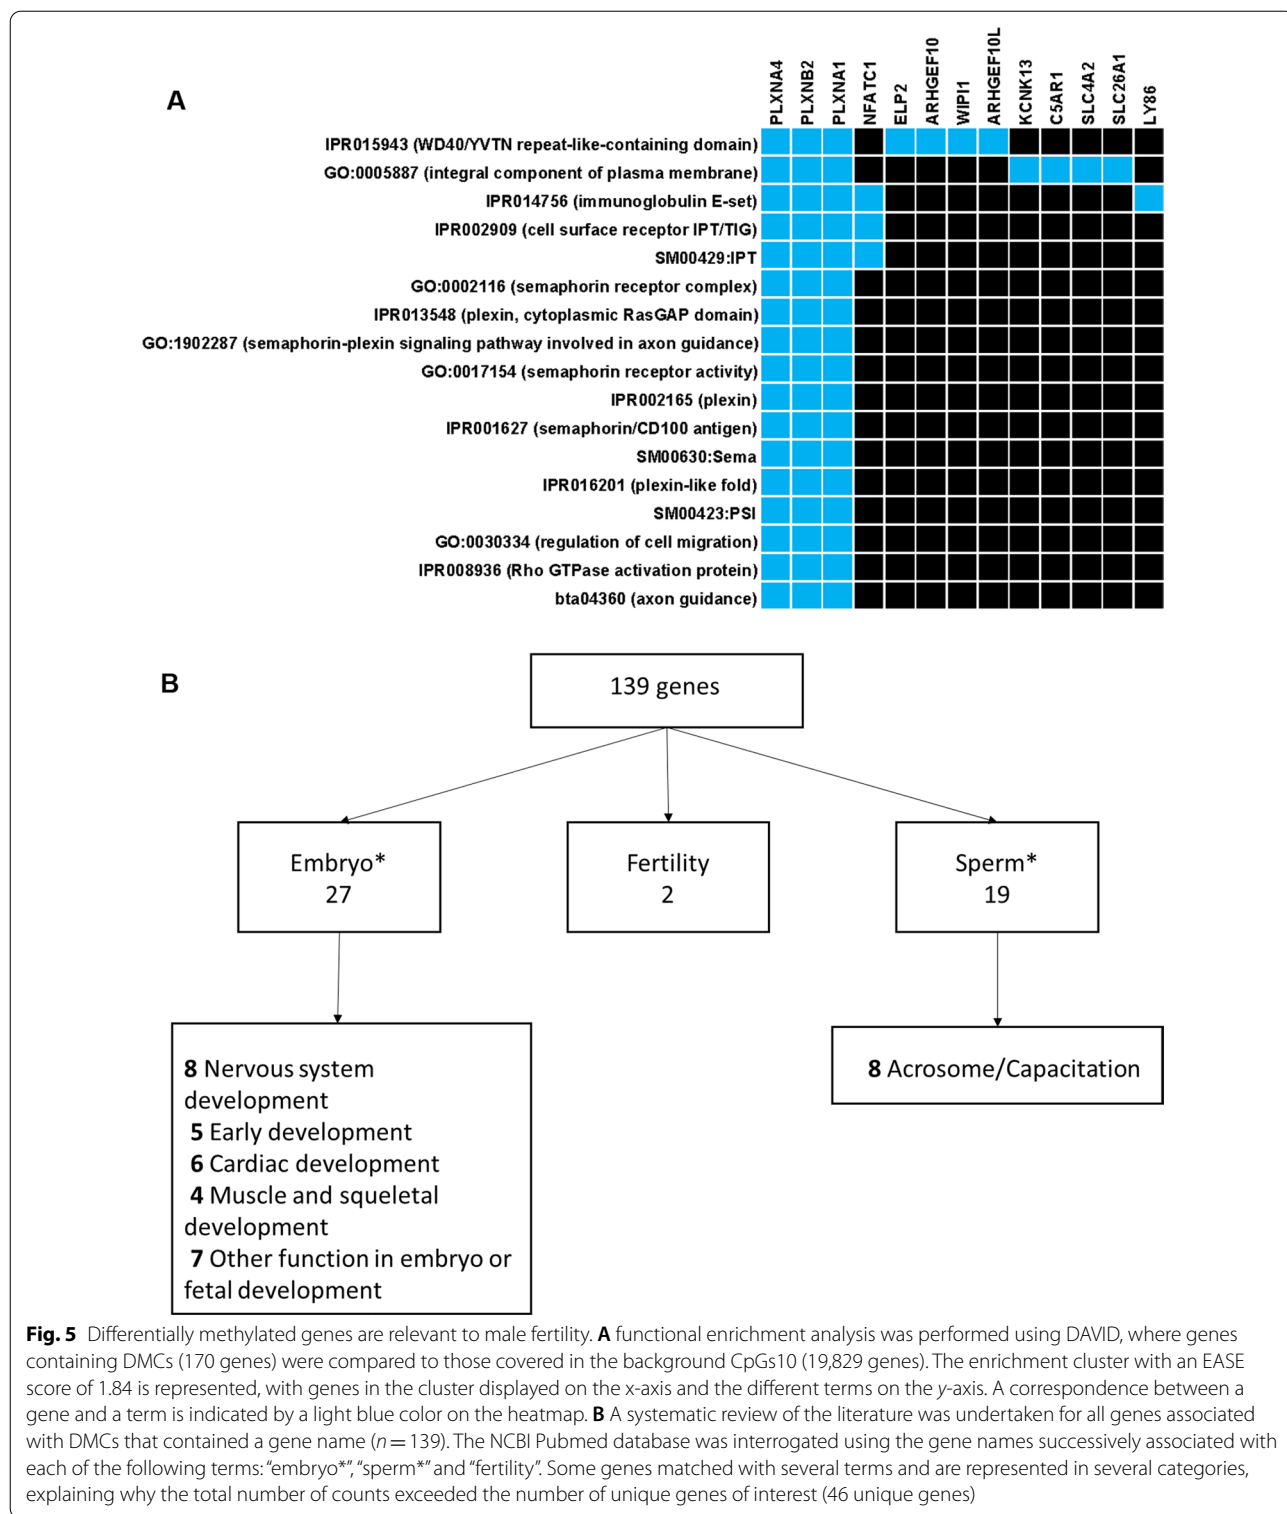 A
PLXNA4
PLXNB2
PLXNA1
NFATC1
ELP2
ARHGEF10
WIPI1
ARHGEF10L
KCNK13
C5AR1
SLC4A2
SLC26A1
LY86
IPR015943 (WD40/YVTN repeat-like-containing domain)
GO:0005887 (integral component of plasma membrane)
IPR014756 (immunoglobulin E-set)
IPR002909 (cell surface receptor IPT/TIG)
SM00429:IPT
GO:0002116 (semaphorin receptor complex)
IPR013548 (plexin, cytoplasmic RasGAP domain)
GO:1902287 (semaphorin-plexin signaling pathway involved in axon guidance)
GO:0017154 (semaphorin receptor activity)
IPR002165 (plexin)
IPR001627 (semaphorin/CD100 antigen)
SM00630:Sema
IPR016201 (plexin-like fold)
SM00423:PSI
GO:0030334 (regulation of cell migration)
IPR008936 (Rho GTPase activation protein)
bta04360 (axon guidance)
B
139 genes
Embryo*
27
Fertility
2
Sperm*
19
8 Nervous system
development
5 Early development
6 Cardiac development
4 Muscle and squeletal
development
7 Other function in embryo or
fetal development
8 Acrosome/Capacitation
Fig. 5 Differentially methylated genes are relevant to male fertility. A functional enrichment analysis was performed using DAVID, where genes
containing DMCs (170 genes) were compared to those covered in the background CpGs10 (19,829 genes). The enrichment cluster with an EASE
score of 1.84 is represented, with genes in the cluster displayed on the x-axis and the different terms on the y-axis. A correspondence between a
gene and a term is indicated by a light blue color on the heatmap. B A systematic review of the literature was undertaken for all genes associated
with DMCs that contained a gene name (n = 139). The NCBI Pubmed database was interrogated using the gene names successively associated with
each of the following terms: “embryo*”, “sperm*” and “fertility”. Some genes matched with several terms and are represented in several categories,
explaining why the total number of counts exceeded the number of unique genes of interest (46 unique genes)